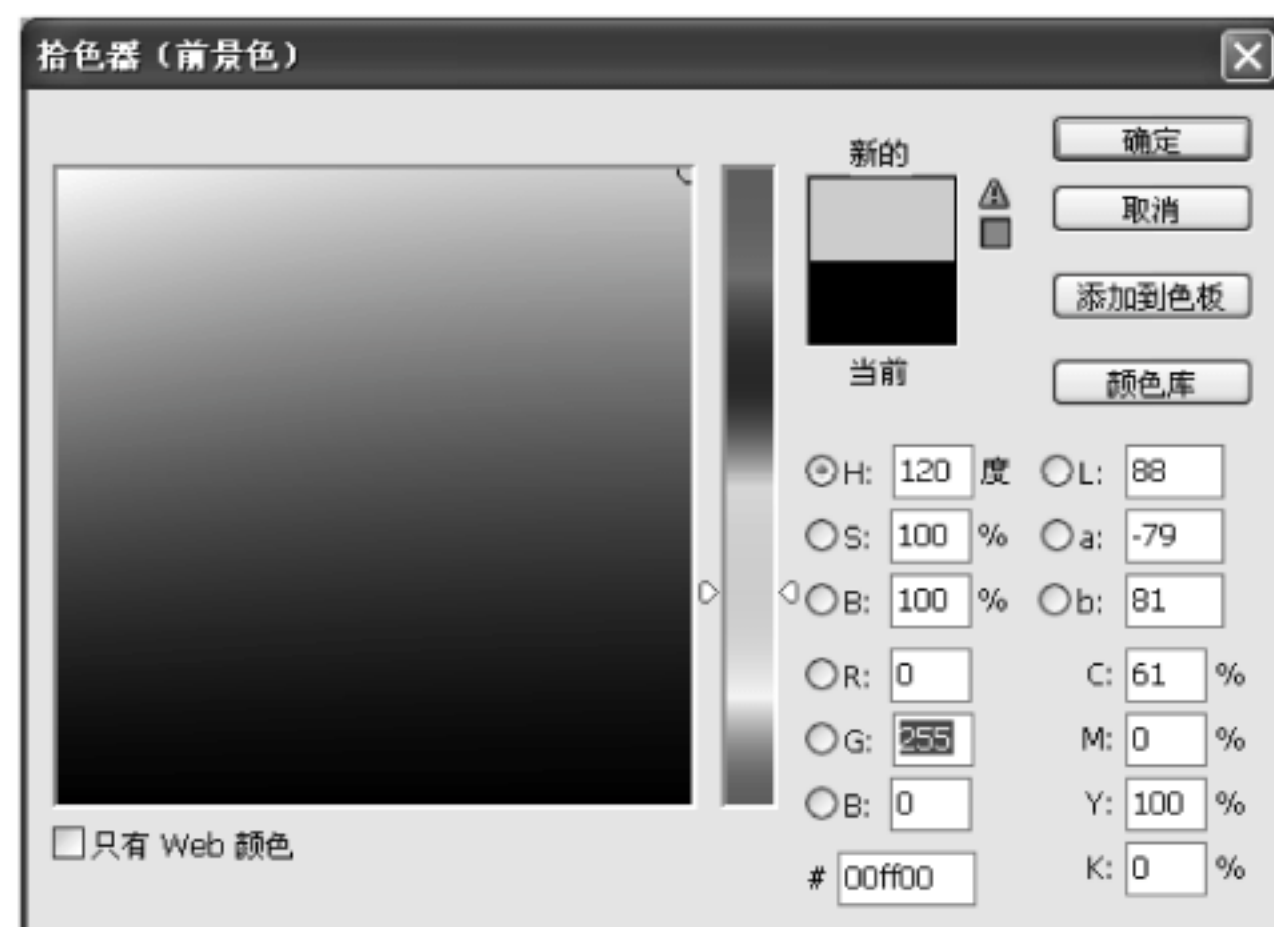 拾色器（前景色）
新的
当前
确定
取消
添加到色板
颜色库
H: 120 度
S: 100 %
B: 100 %
R: 0
G: 255
B: 0
# 00ff00
L: 88
a: -79
b: 81
C: 61 %
M: 0 %
Y: 100 %
K: 0 %
只有 Web 颜色